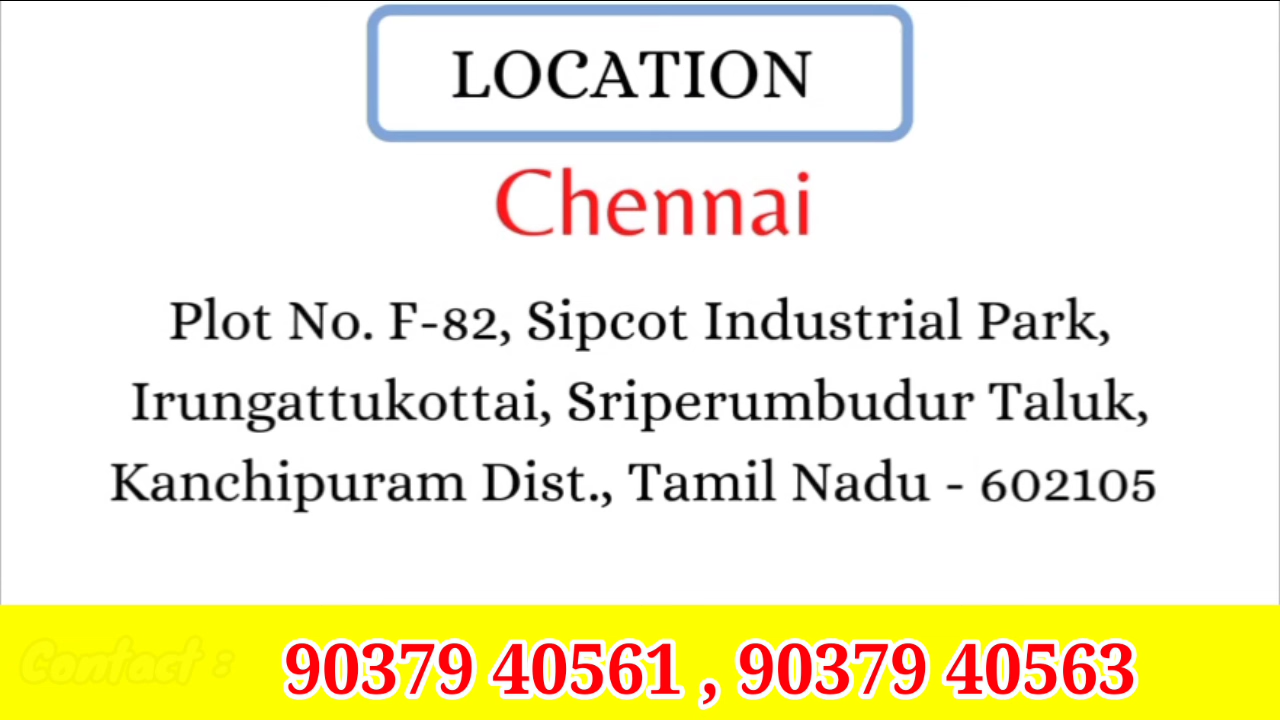 LOCATION
Chennai
Plot No. F-82, Sipcot Industrial Park,
Irungattukottai, Sriperumbudur Taluk,
Kanchipuram Dist., Tamil Nadu - 602105
Contact : 90379 40561 , 90379 40563